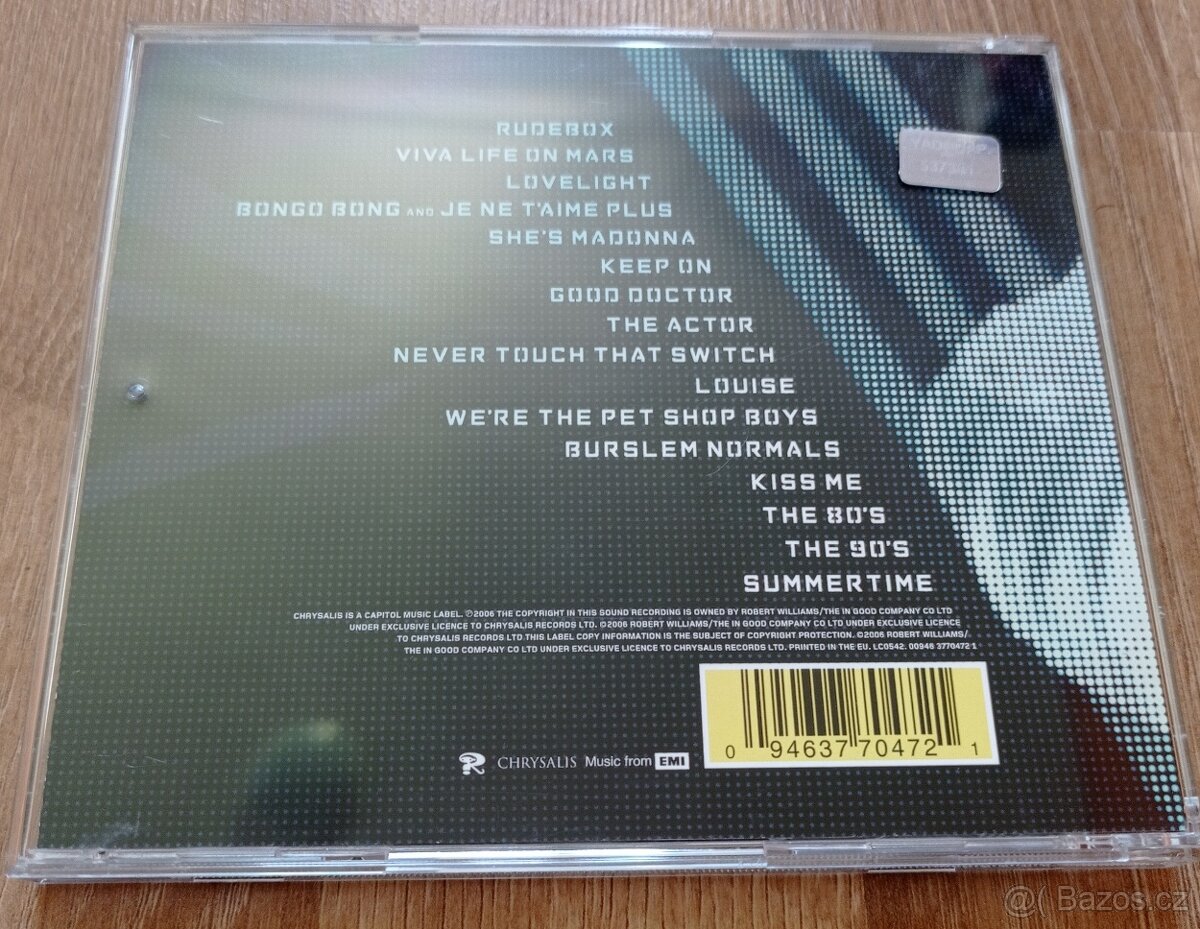 RUDEBOX
VIVA LIFE ON MARS
LOVELIGHT
BONGO BONG AND JE NE T'AIME PLUS
SHE'S MADONNA
KEEP ON
GOOD DOCTOR
THE ACTOR
NEVER TOUCH THAT SWITCH
LOUISE
WE'RE THE PET SHOP BOYS
BURSLEM NORMALS
KISS ME
THE 80'S
THE 90'S
SUMMERTIME
CHRYSALIS IS A CAPITOL MUSIC LABEL. ℗2006 THE COPYRIGHT IN THIS SOUND RECORDING IS OWNED BY ROBERT WILLIAMS/THE IN GOOD COMPANY CO LTD
UNDER EXCLUSIVE LICENCE TO CHRYSALIS RECORDS LTD. ©2006 ROBERT WILLIAMS/THE IN GOOD COMPANY CO LTD UNDER EXCLUSIVE LICENCE
TO CHRYSALIS RECORDS LTD.THIS LABEL COPY INFORMATION IS THE SUBJECT OF COPYRIGHT PROTECTION. ©2006 ROBERT WILLIAMS/
THE IN GOOD COMPANY CO LTD UNDER EXCLUSIVE LICENCE TO CHRYSALIS RECORDS LTD. PRINTED IN THE EU. LC0542. 00946 3770472 1
CHRYSALIS Music from EMI
0 94637 70472 1
@( Bazos.cz